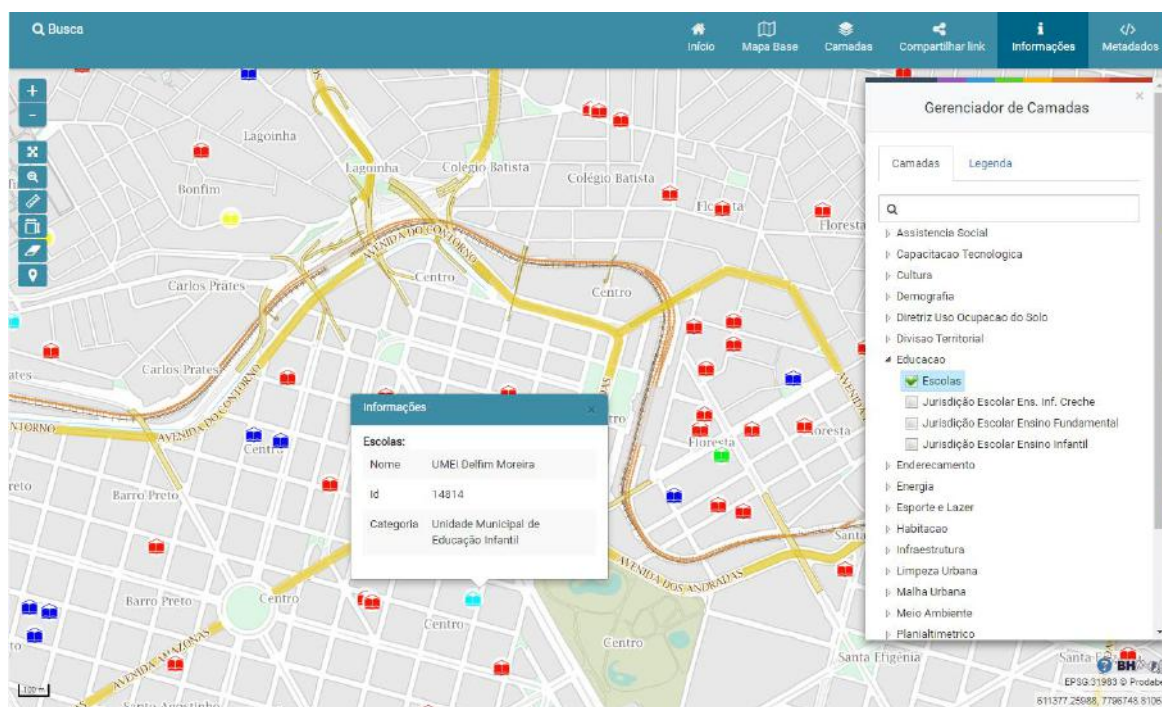 Busca
Início
Mapa Base
Camadas
Compartilhar link
Informações
Metadados
Gerenciador de Camadas
Camadas
Legenda
Assistencia Social
Capacitacao Tecnologica
Cultura
Demografia
Diretriz Uso Ocupacao do Solo
Divisao Territorial
Educacao
Escolas
Jurisdição Escolar Ens. Inf. Creche
Jurisdição Escolar Ensino Fundamental
Jurisdição Escolar Ensino Infantil
Enderecamento
Energia
Esporte e Lazer
Habitacao
Infraestrutura
Limpeza Urbana
Malha Urbana
Meio Ambiente
Planialtimetrico
Lagoinha
Lagoinha
Colégio Batista
Colégio Batista
Bonfim
Floresta
AVENIDA DO CONTORNO
Centro
Centro
Carlos Prates
Carlos Prates
AVENIDA DO CONTORNO
Centro
Floresta
Barro Preto
Informações
Escolas:
Nome UMEI Delfim Moreira
Id 14814
Categoria Unidade Municipal de
Educação Infantil
AVENIDA DOS ANDRADAS
Barro Preto
Centro
Centro
Centro
AVENIDA AMAZONAS
Santa Efigênia
Santo Agostinho
100 m
BH
EPSG:31983 © Prodabe
611377.25988, 7796748.8106